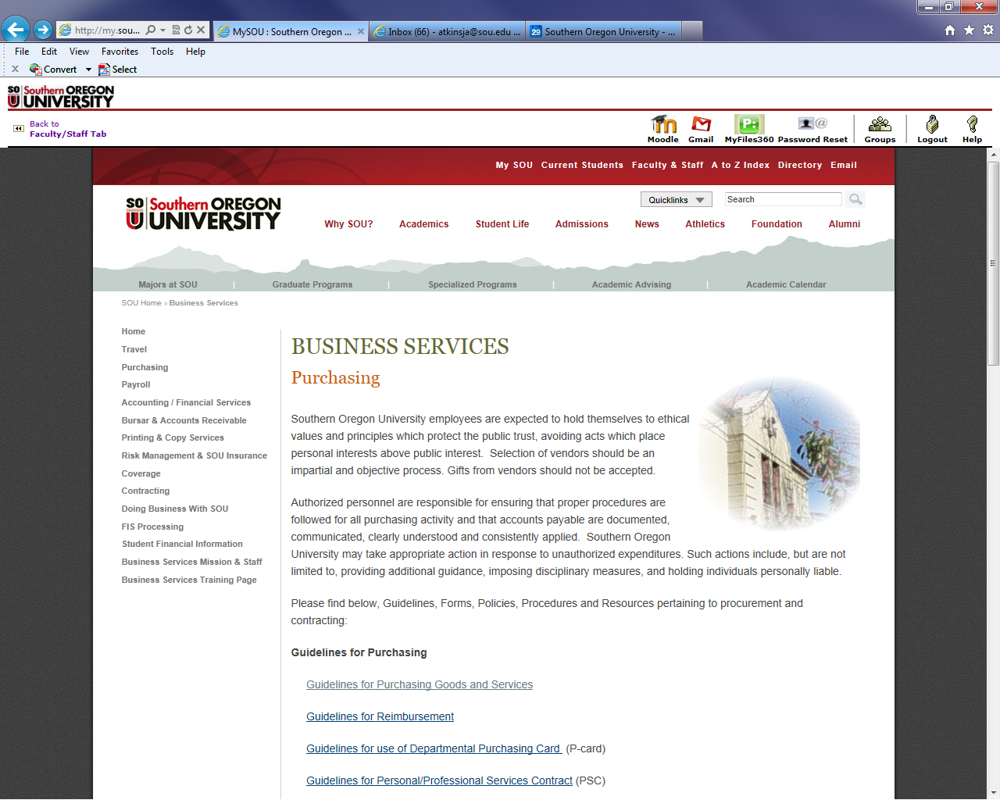 http://my.sou...
MySOU : Southern Oregon ...
Inbox (66) - atkinsja@sou.edu ...
29 Southern Oregon University - ...
File Edit View Favorites Tools Help
Convert Select
SO U Southern OREGON UNIVERSITY
Back to
Faculty/Staff Tab
Moodle Gmail MyFiles360 Password Reset Groups Logout Help
My SOU Current Students Faculty & Staff A to Z Index Directory Email
SO U Southern OREGON UNIVERSITY
Quicklinks Search
Why SOU? Academics Student Life Admissions News Athletics Foundation Alumni
Majors at SOU Graduate Programs Specialized Programs Academic Advising Academic Calendar
SOU Home » Business Services
Home
Travel
Purchasing
Payroll
Accounting / Financial Services
Bursar & Accounts Receivable
Printing & Copy Services
Risk Management & SOU Insurance
Coverage
Contracting
Doing Business With SOU
FIS Processing
Student Financial Information
Business Services Mission & Staff
Business Services Training Page
BUSINESS SERVICES
Purchasing
Southern Oregon University employees are expected to hold themselves to ethical
values and principles which protect the public trust, avoiding acts which place
personal interests above public interest.  Selection of vendors should be an
impartial and objective process. Gifts from vendors should not be accepted.
Authorized personnel are responsible for ensuring that proper procedures are
followed for all purchasing activity and that accounts payable are documented,
communicated, clearly understood and consistently applied.  Southern Oregon
University may take appropriate action in response to unauthorized expenditures. Such actions include, but are not
limited to, providing additional guidance, imposing disciplinary measures, and holding individuals personally liable.
Please find below, Guidelines, Forms, Policies, Procedures and Resources pertaining to procurement and
contracting:
Guidelines for Purchasing
Guidelines for Purchasing Goods and Services
Guidelines for Reimbursement
Guidelines for use of Departmental Purchasing Card  (P-card)
Guidelines for Personal/Professional Services Contract (PSC)